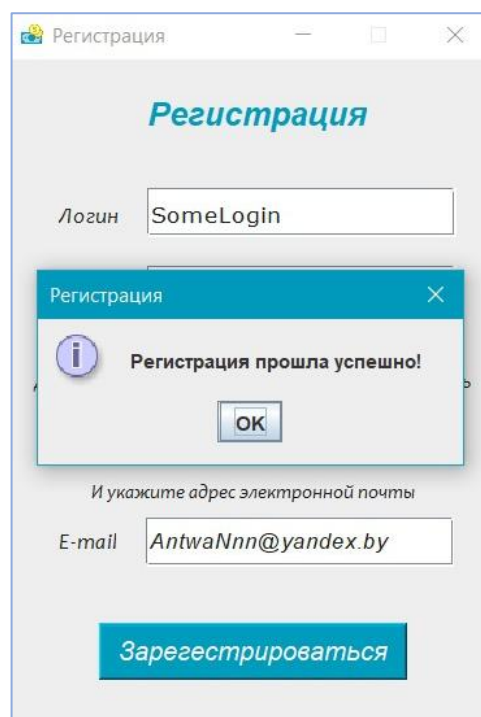 Регистрация
Регистрация
Логин
SomeLogin
Регистрация
Регистрация прошла успешно!
OK
И укажите адрес электронной почты
E-mail
AntwaNnn@yandex.by
Зарегестрироваться